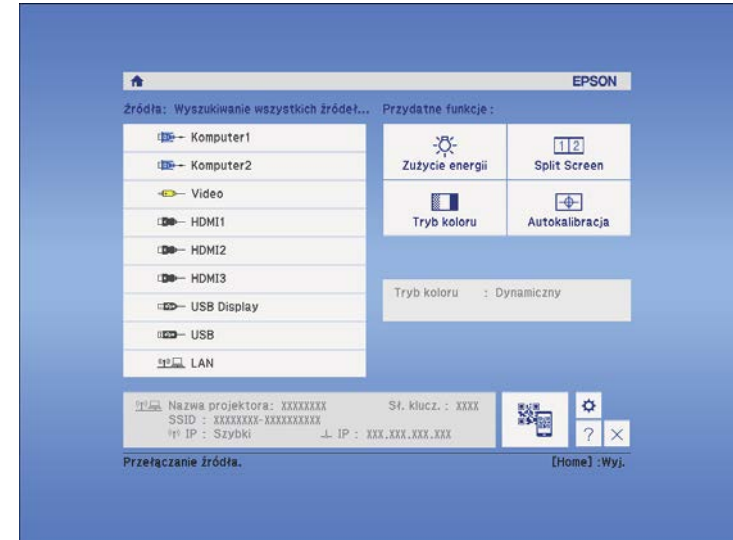 EPSON
Źródła: Wyszukiwanie wszystkich źródeł...
Przydatne funkcje :
Komputer1
Komputer2
Video
HDMI1
HDMI2
HDMI3
USB Display
USB
LAN
Zużycie energii
1 2
Split Screen
Tryb koloru
Autokalibracja
Tryb koloru : Dynamiczny
Nazwa projektora: XXXXXXXX Sł. klucz. : XXXX
SSID : XXXXXXXX-XXXXXXXXXX
IP : Szybki IP : XXX.XXX.XXX.XXX
?
Przełączanie źródła. [Home] :Wyj.